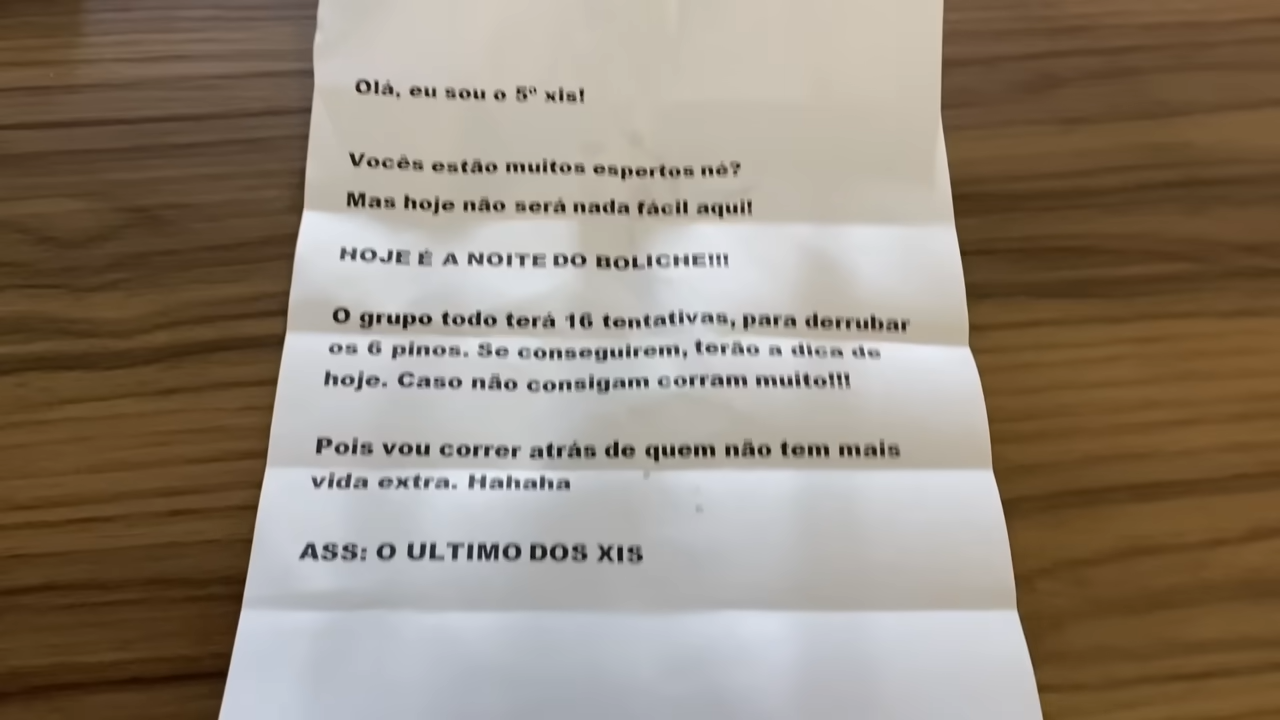 Olá, eu sou o 5º xis!
Vocês estão muitos espertos né?
Mas hoje não será nada fácil aqui!
HOJE É A NOITE DO BOLICHE!!!
O grupo todo terá 16 tentativas, para derrubar
os 6 pinos. Se conseguirem, terão a dica de
hoje. Caso não consigam corram muito!!!
Pois vou correr atrás de quem não tem mais
vida extra. Hahaha
ASS: O ULTIMO DOS XIS